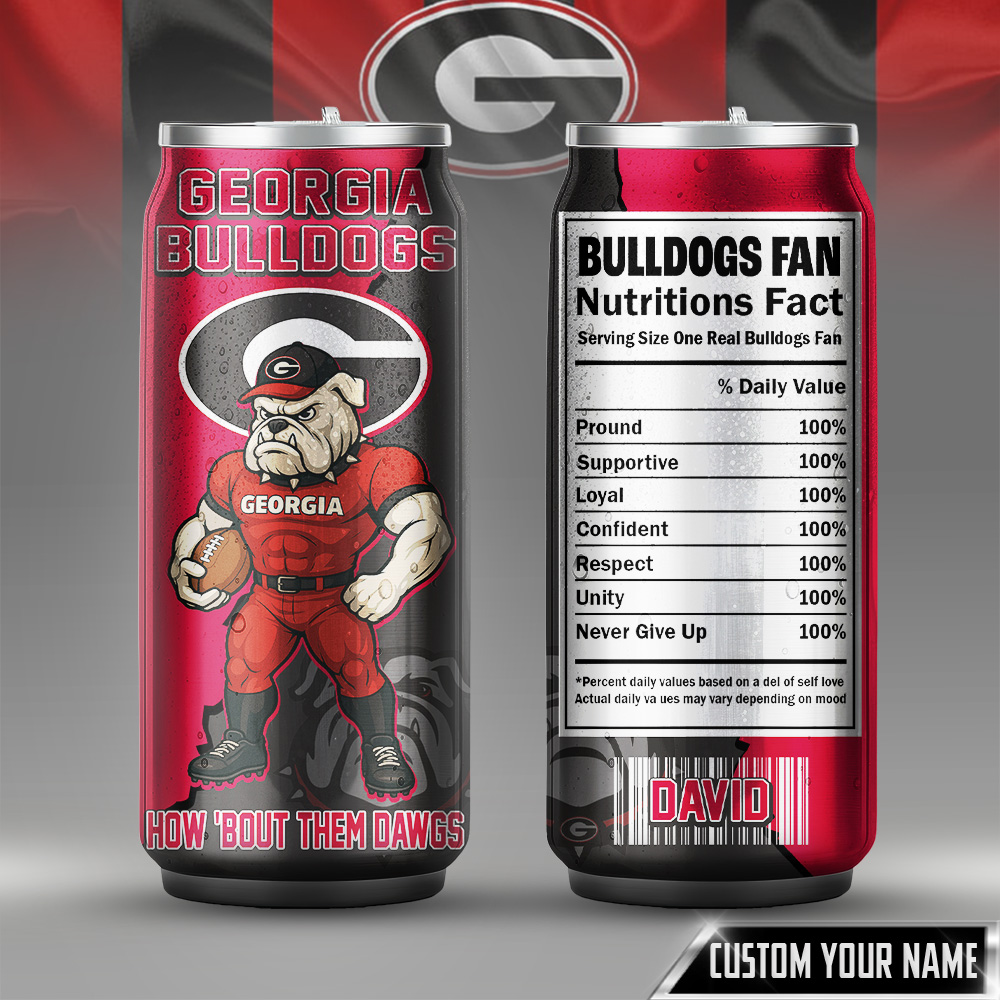 G
GEORGIA
BULLDOGS
G
GEORGIA
HOW 'BOUT THEM DAWGS
BULLDOGS FAN
Nutritions Fact
Serving Size One Real Bulldogs Fan
% Daily Value
Pround 100%
Supportive 100%
Loyal 100%
Confident 100%
Respect 100%
Unity 100%
Never Give Up 100%
*Percent daily values based on a del of self love
Actual daily va ues may vary depending on mood
DAVID
G
CUSTOM YOUR NAME